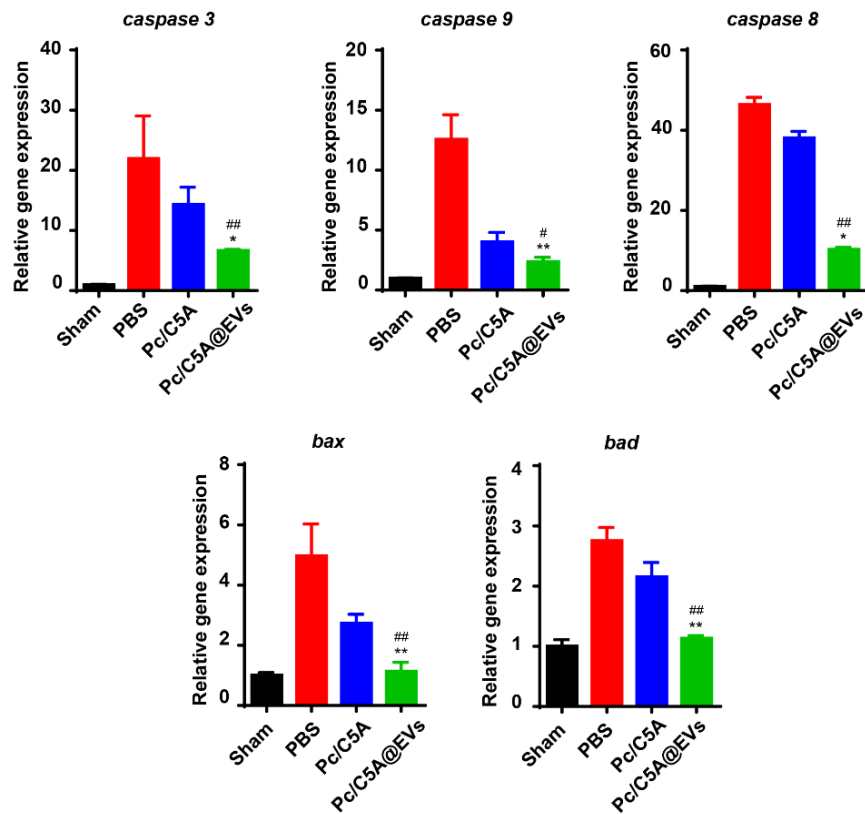 caspase 3
caspase 9
caspase 8
Relative gene expression
40
30
20
10
0
##
*
Sham
PBS
Pc/C5A
Pc/C5A@EVs
Relative gene expression
20
15
10
5
0
#
**
Sham
PBS
Pc/C5A
Pc/C5A@EVs
Relative gene expression
60
40
20
0
##
*
Sham
PBS
Pc/C5A
Pc/C5A@EVs
bax
bad
Relative gene expression
8
6
4
2
0
##
**
Sham
PBS
Pc/C5A
Pc/C5A@EVs
Relative gene expression
4
3
2
1
0
##
**
Sham
PBS
Pc/C5A
Pc/C5A@EVs